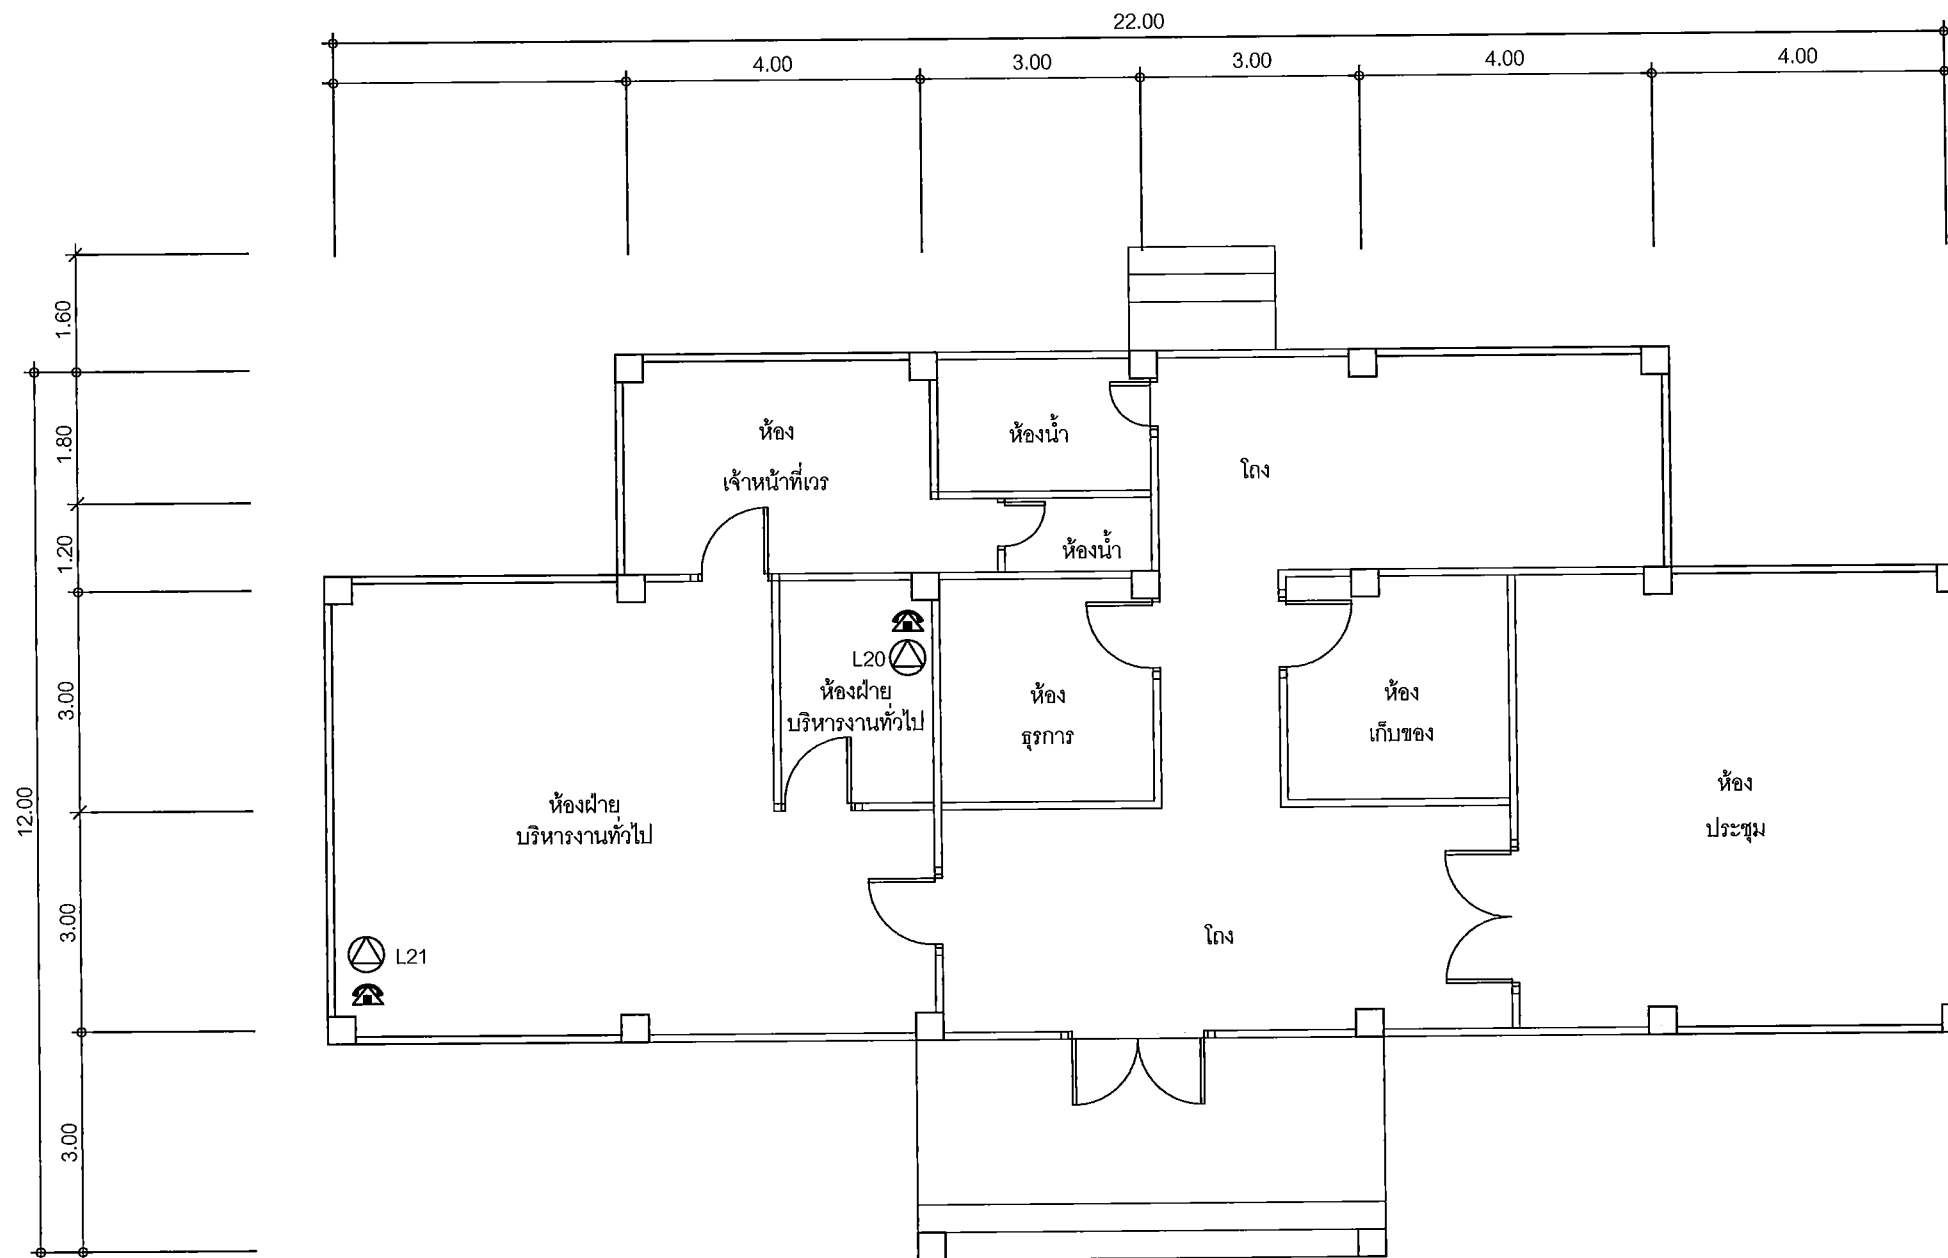 22.00
4.00
3.00
3.00
4.00
4.00
1.60
1.80
1.20
3.00
3.00
3.00
12.00
ห้อง
เจ้าหน้าที่เวร
ห้องน้ำ
ห้องน้ำ
โถง
L20
ห้องฝ่าย
บริหารงานทั่วไป
ห้อง
ธุรการ
ห้อง
เก็บของ
ห้อง
ประชุม
ห้องฝ่าย
บริหารงานทั่วไป
โถง
L21